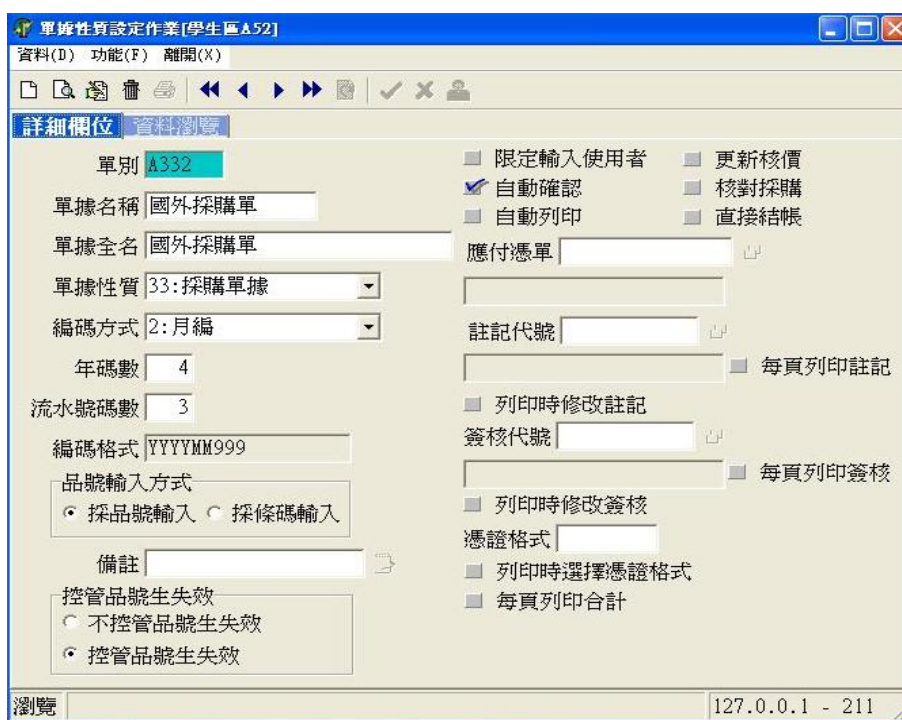 單據性質設定作業[學生區A52]
資料(D) 功能(F) 離開(X)
詳細欄位 資料瀏覽
單別 A332
單據名稱 國外採購單
單據全名 國外採購單
單據性質 33:採購單據
編碼方式 2:月編
年碼數 4
流水號碼數 3
編碼格式 YYYYMM999
品號輸入方式
採品號輸入 採條碼輸入
備註
控管品號生失效
不控管品號生失效
控管品號生失效
限定輸入使用者 更新核價
自動確認 核對採購
自動列印 直接結帳
應付憑單
註記代號
每頁列印註記
列印時修改註記
簽核代號
每頁列印簽核
列印時修改簽核
憑證格式
列印時選擇憑證格式
每頁列印合計
瀏覽 127.0.0.1 - 211